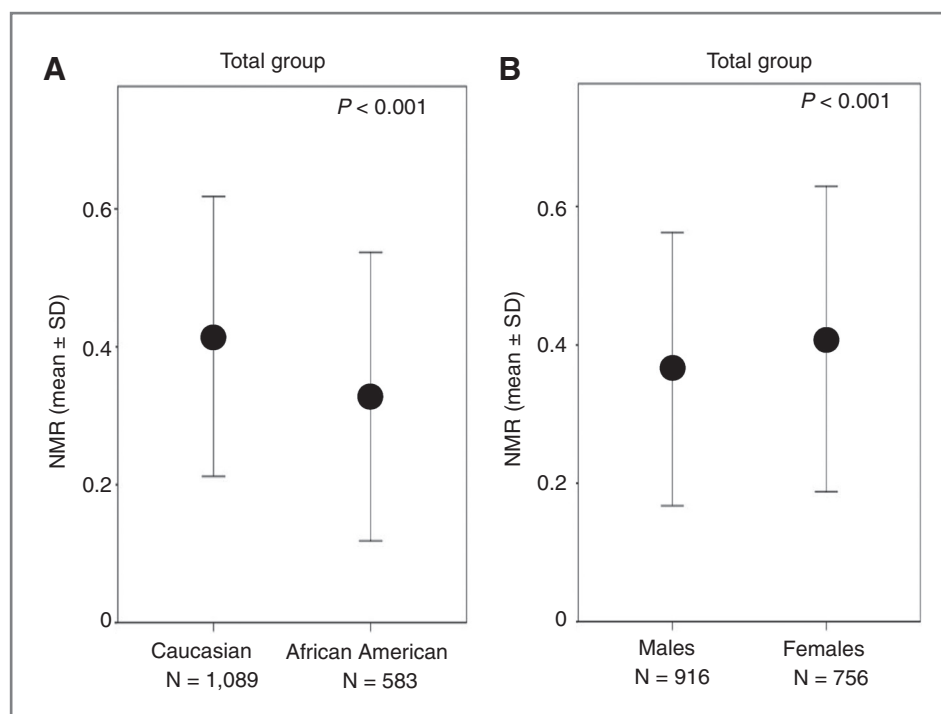 A
Total group
P < 0.001
NMR (mean ± SD)
0.6
0.4
0.2
0
Caucasian
N = 1,089
African American
N = 583
B
Total group
P < 0.001
NMR (mean ± SD)
0.6
0.4
0.2
0
Males
N = 916
Females
N = 756